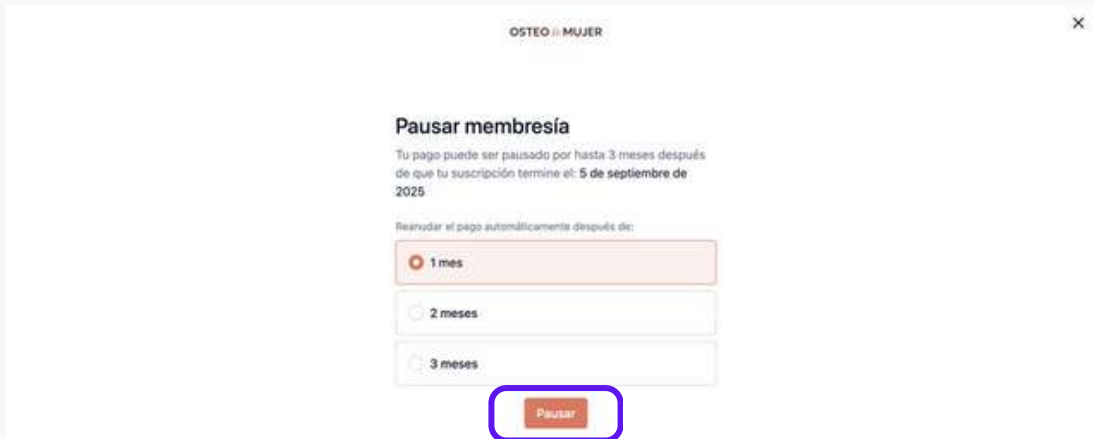 OSTEO & MUJER
Pausar membresía
Tu pago puede ser pausado por hasta 3 meses después
de que tu suscripción termine el: 5 de septiembre de
2025
Reanudar el pago automáticamente después de:
1 mes
2 meses
3 meses
Pausar